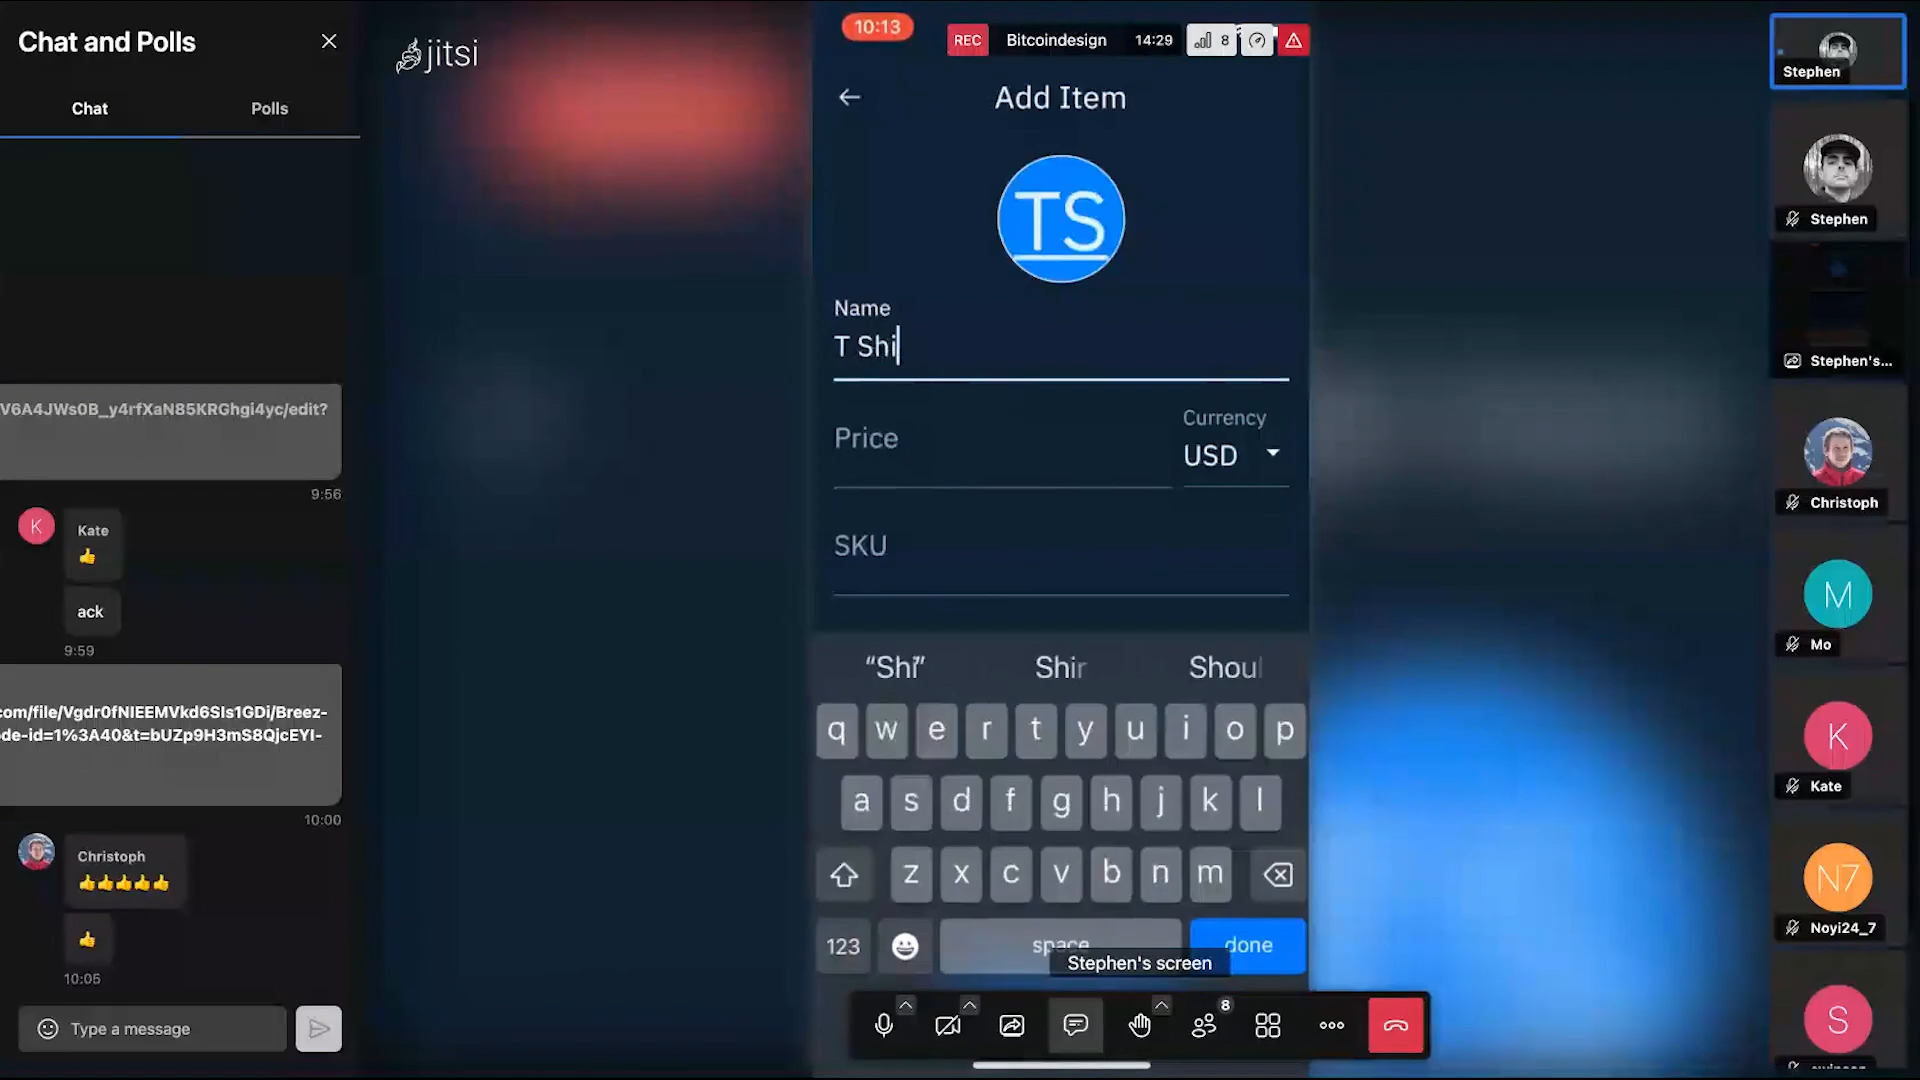 Chat and Polls
Chat
Polls
V6A4JWs0B_y4rfXaN85KRGhgi4yc/edit?
9:56
K
Kate
👍
ack
9:59
com/file/Vgdr0fNIEEMVkd6SIs1GDi/Breez-
de-id=1%3A40&t=bUZp9H3mS8QjcEYI-
10:00
Christoph
👍👍👍👍👍
👍
10:05
Type a message
jitsi
10:13
REC
Bitcoindesign
14:29
8
Add Item
TS
Name
T Shi
Price
Currency
USD
SKU
“Shi”
Shir
Shoul
q w e r t y u i o p
a s d f g h j k l
z x c v b n m
123
space
done
Stephen's screen
8
Stephen
Stephen
Stephen's...
Christoph
M
Mo
K
Kate
N7
Noyi24_7
S